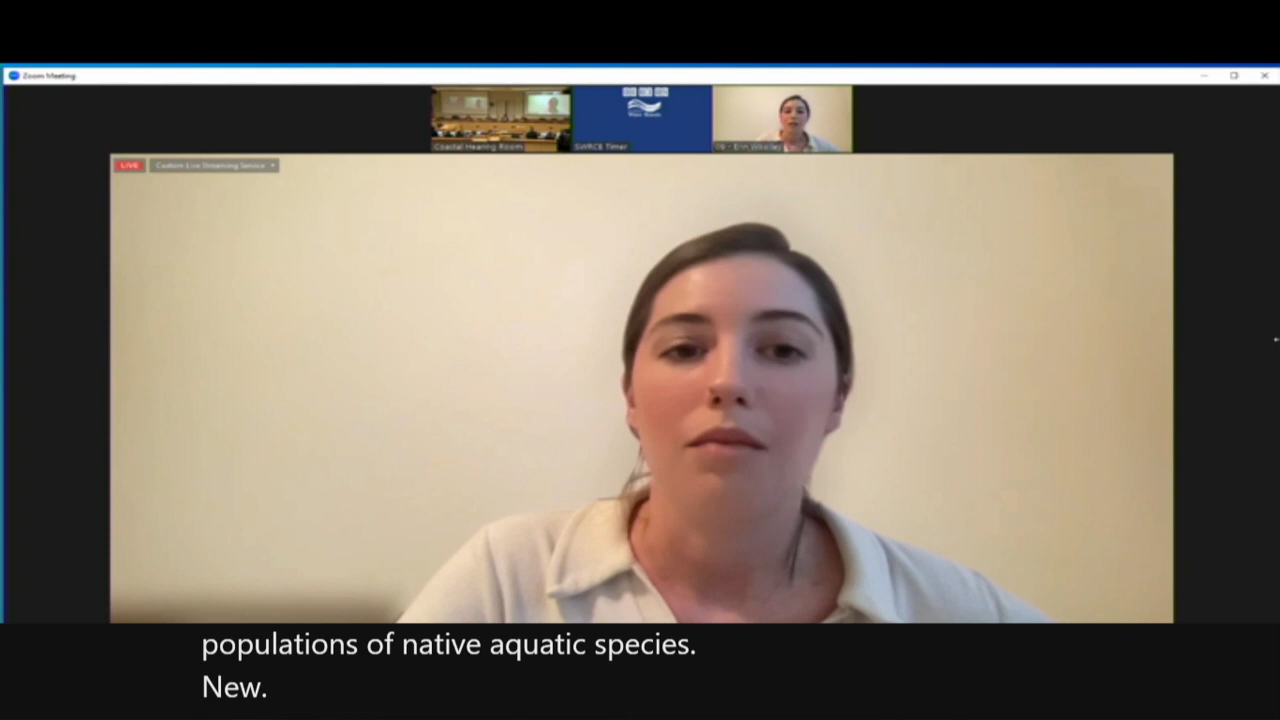 Zoom Meeting
Coastal Hearing Room
SWRCB Timer
LIVE
Custom Live Streaming Service
populations of native aquatic species.
New.